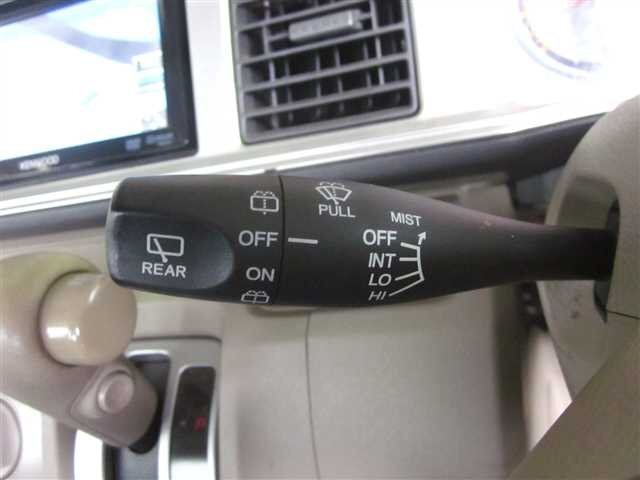 KENWOOD
PULL
MIST
OFF
OFF
INT
REAR
ON
LO
HI